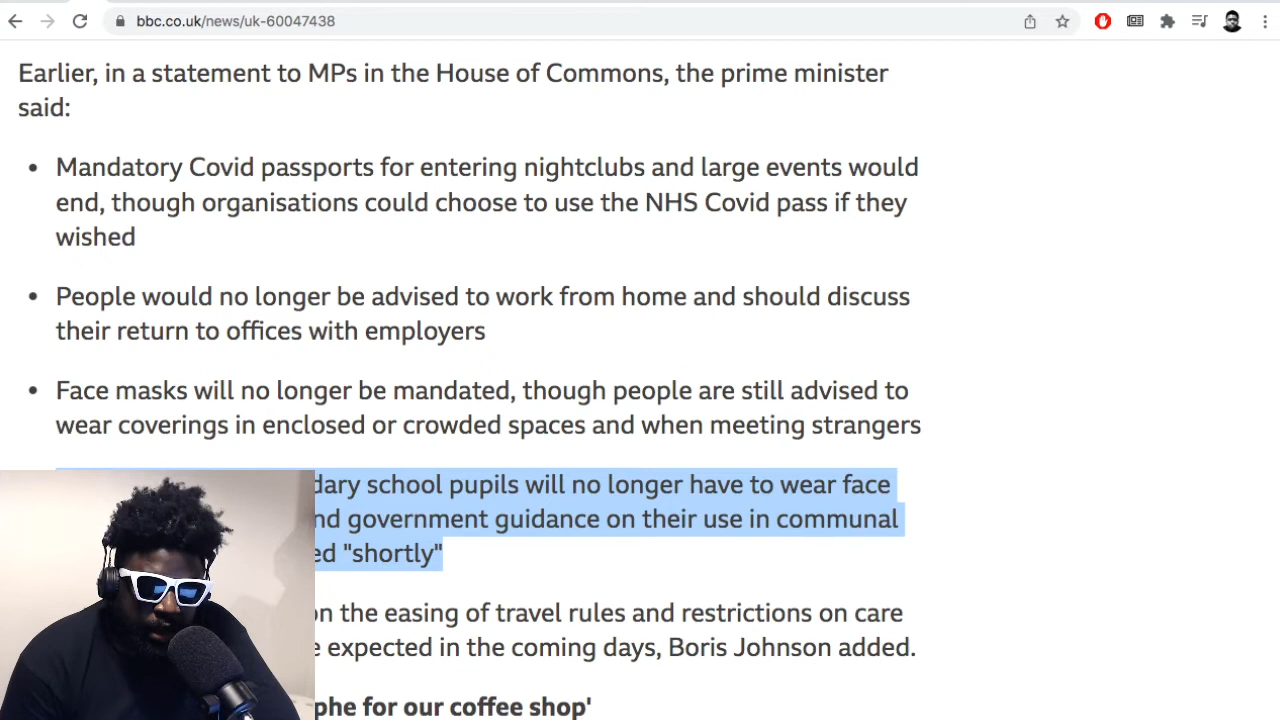 bbc.co.uk/news/uk-60047438
Earlier, in a statement to MPs in the House of Commons, the prime minister
said:
• Mandatory Covid passports for entering nightclubs and large events would
end, though organisations could choose to use the NHS Covid pass if they
wished
• People would no longer be advised to work from home and should discuss
their return to offices with employers
• Face masks will no longer be mandated, though people are still advised to
wear coverings in enclosed or crowded spaces and when meeting strangers
dary school pupils will no longer have to wear face
nd government guidance on their use in communal
ed "shortly"
on the easing of travel rules and restrictions on care
e expected in the coming days, Boris Johnson added.
phe for our coffee shop'